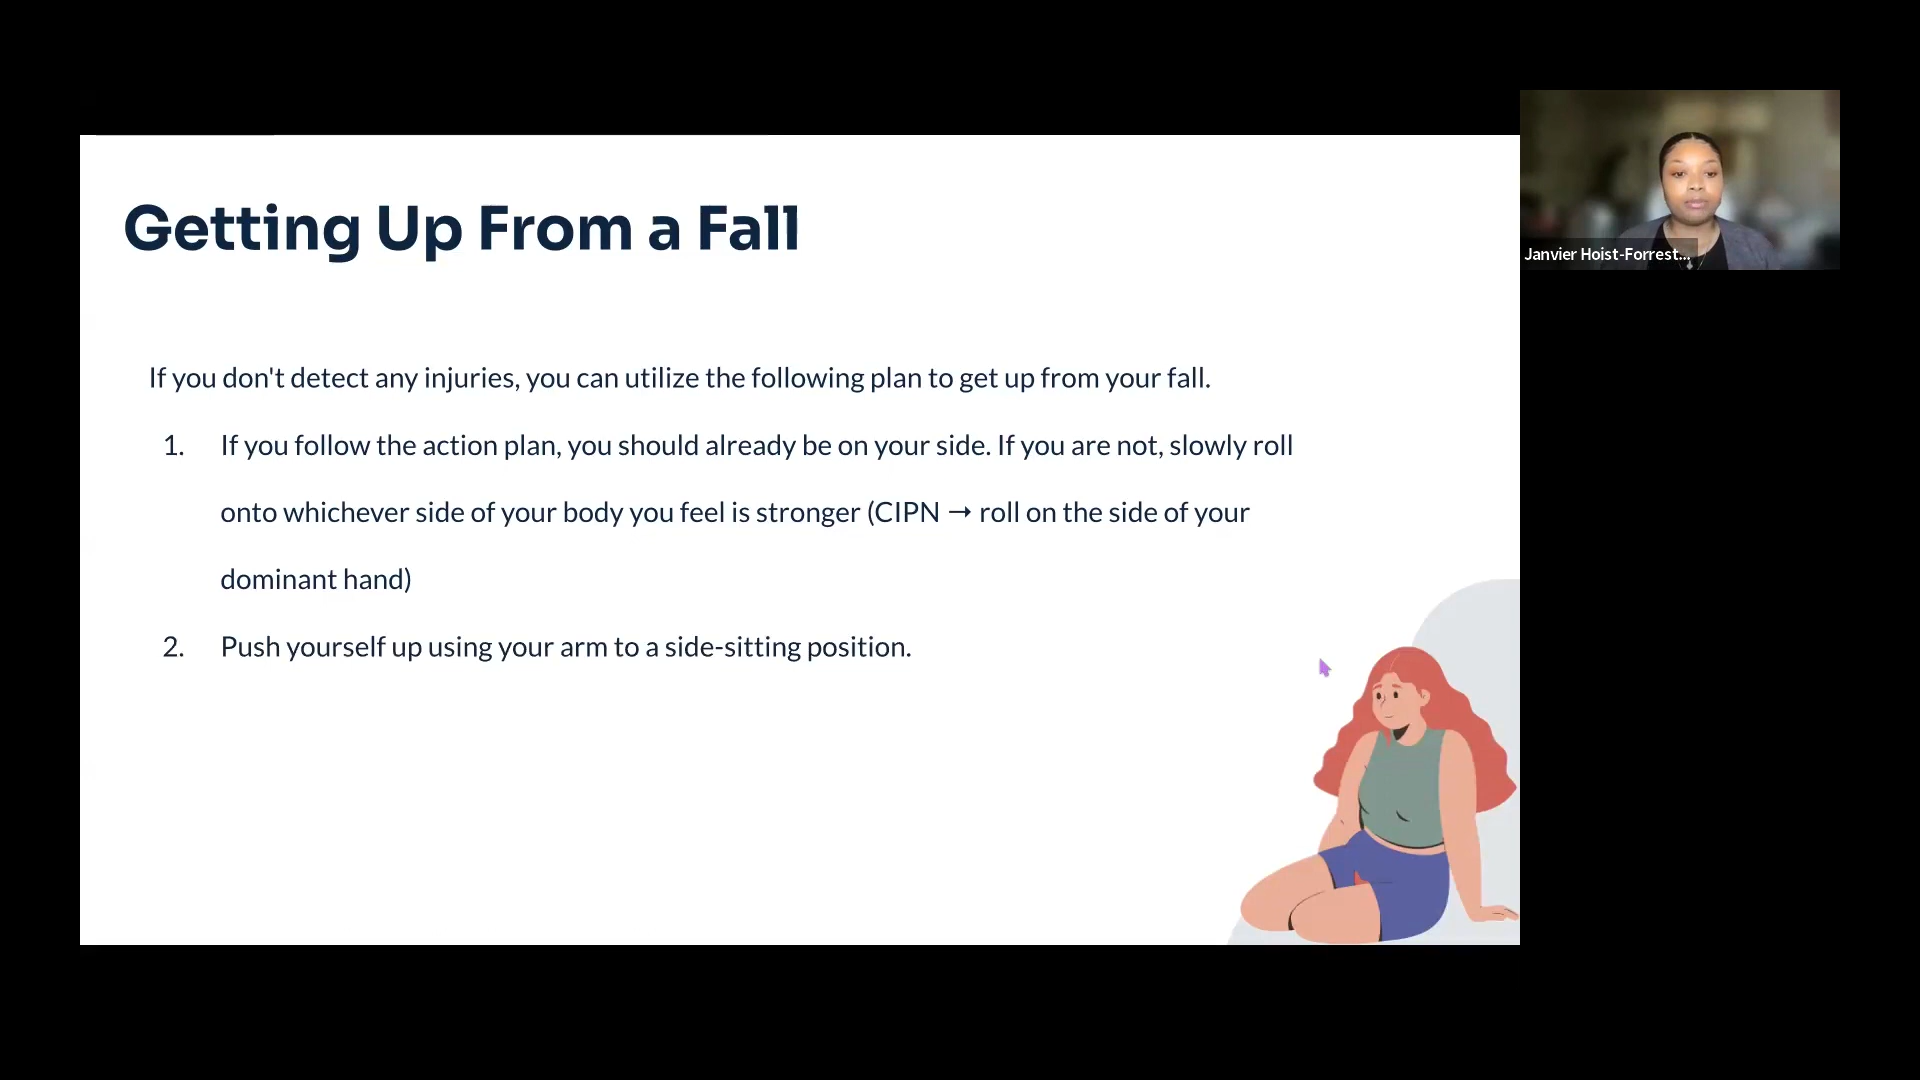 Getting Up From a Fall
Janvier Hoist-Forrest...
If you don't detect any injuries, you can utilize the following plan to get up from your fall.
1. If you follow the action plan, you should already be on your side. If you are not, slowly roll
onto whichever side of your body you feel is stronger (CIPN → roll on the side of your
dominant hand)
2. Push yourself up using your arm to a side-sitting position.